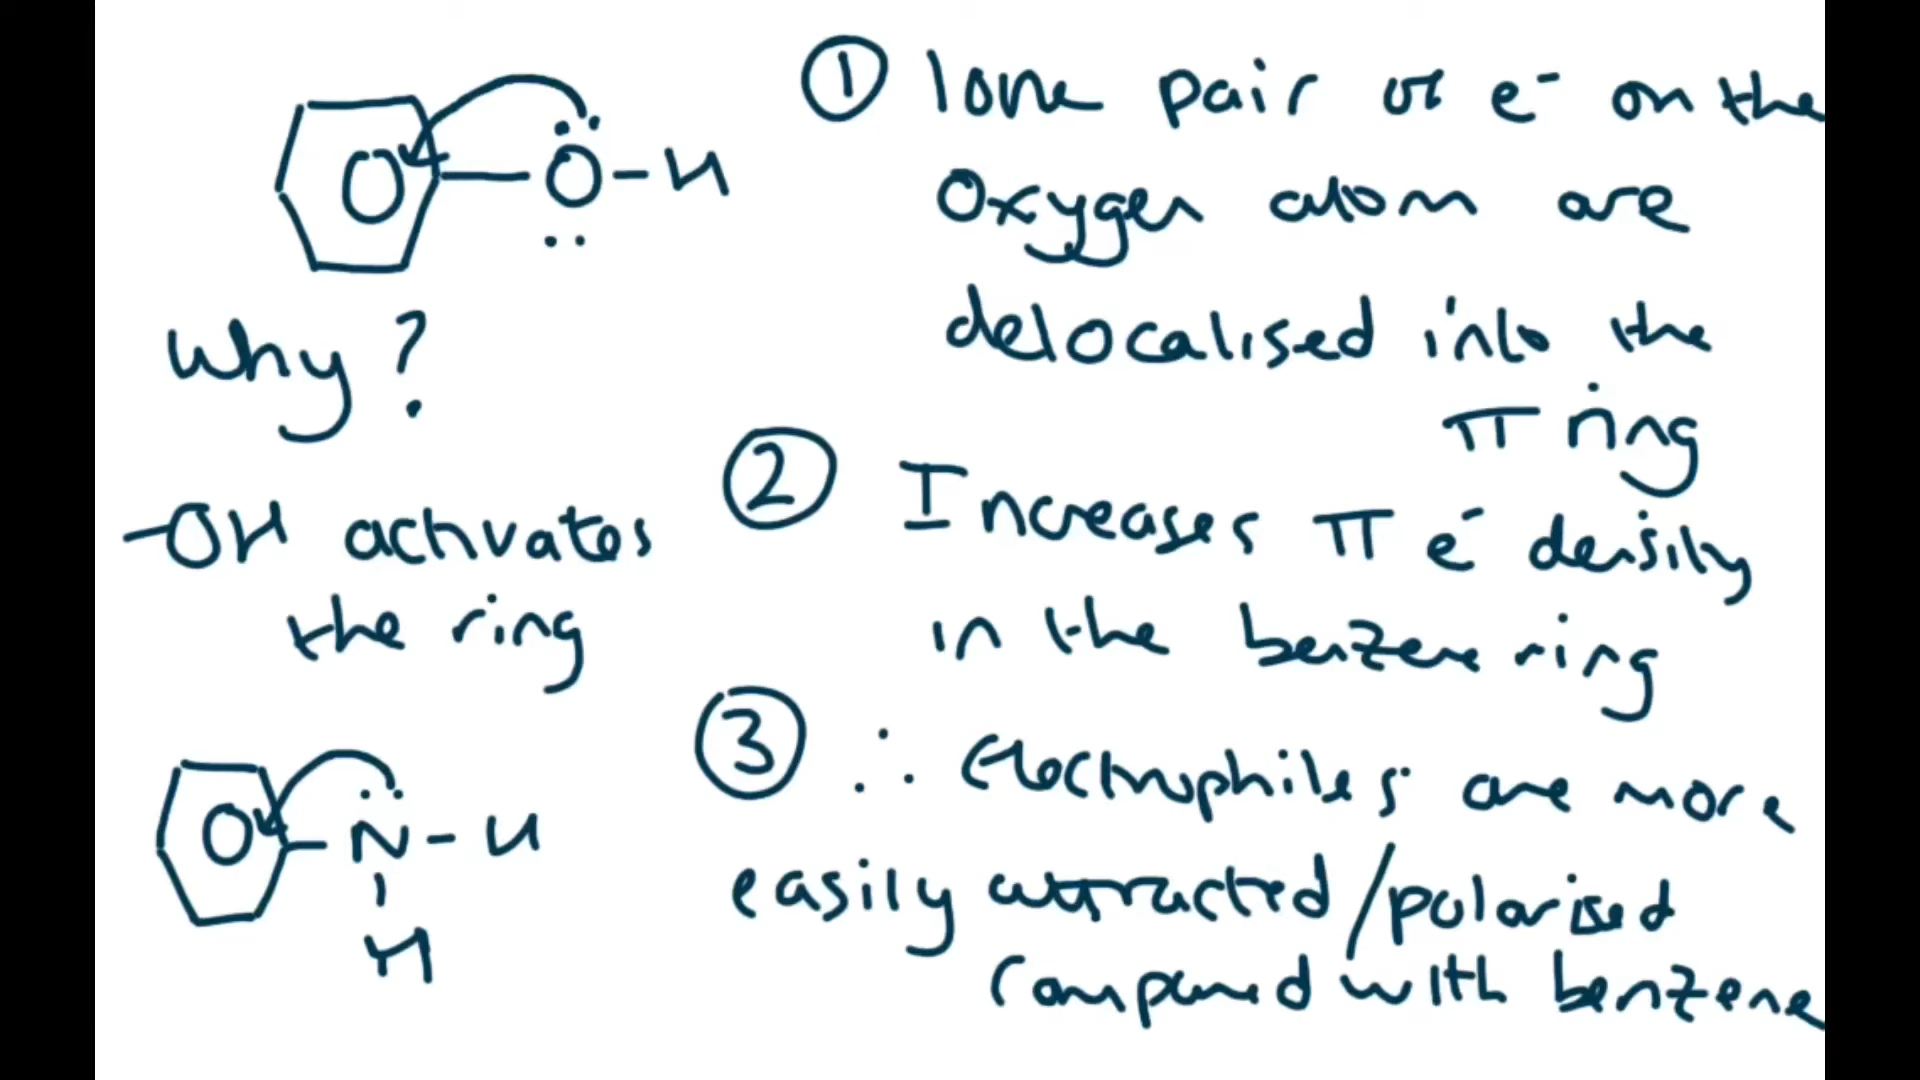 ① lone pair of e⁻ on the
Oxygen atom are
delocalised into the
π ring
② Increases π e⁻ density
in the benzene ring
③ ∴ Electrophiles are more
easily attracted/polarised
compared with benzene
O - H
Why?
-OH activates
the ring
N - H
H